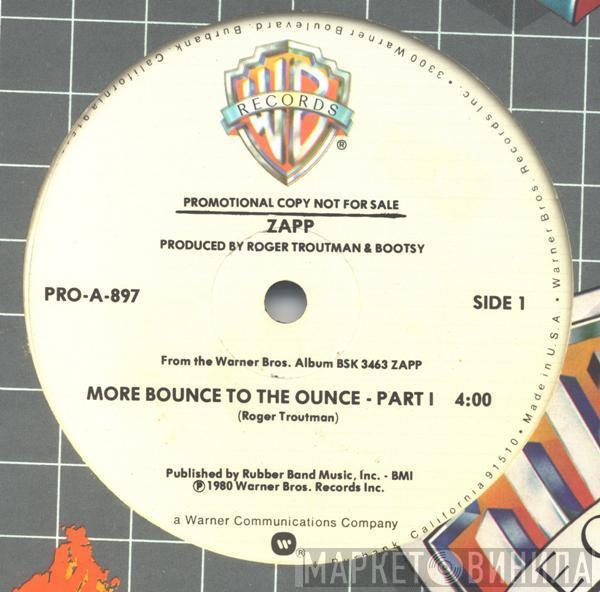 WB
RECORDS
®
PROMOTIONAL COPY NOT FOR SALE
ZAPP
PRODUCED BY ROGER TROUTMAN & BOOTSY
PRO-A-897
SIDE 1
From the Warner Bros. Album BSK 3463 ZAPP
MORE BOUNCE TO THE OUNCE - PART I 4:00
(Roger Troutman)
Published by Rubber Band Music, Inc. - BMI
Ⓟ1980 Warner Bros. Records Inc.
a Warner Communications Company
®
Made in U.S.A. • Warner Bros. Records Inc. • 3300 Warner Boulevard, Burbank, California
Burbank, California 91510 •
МАРКЕТ ВИНИЛА